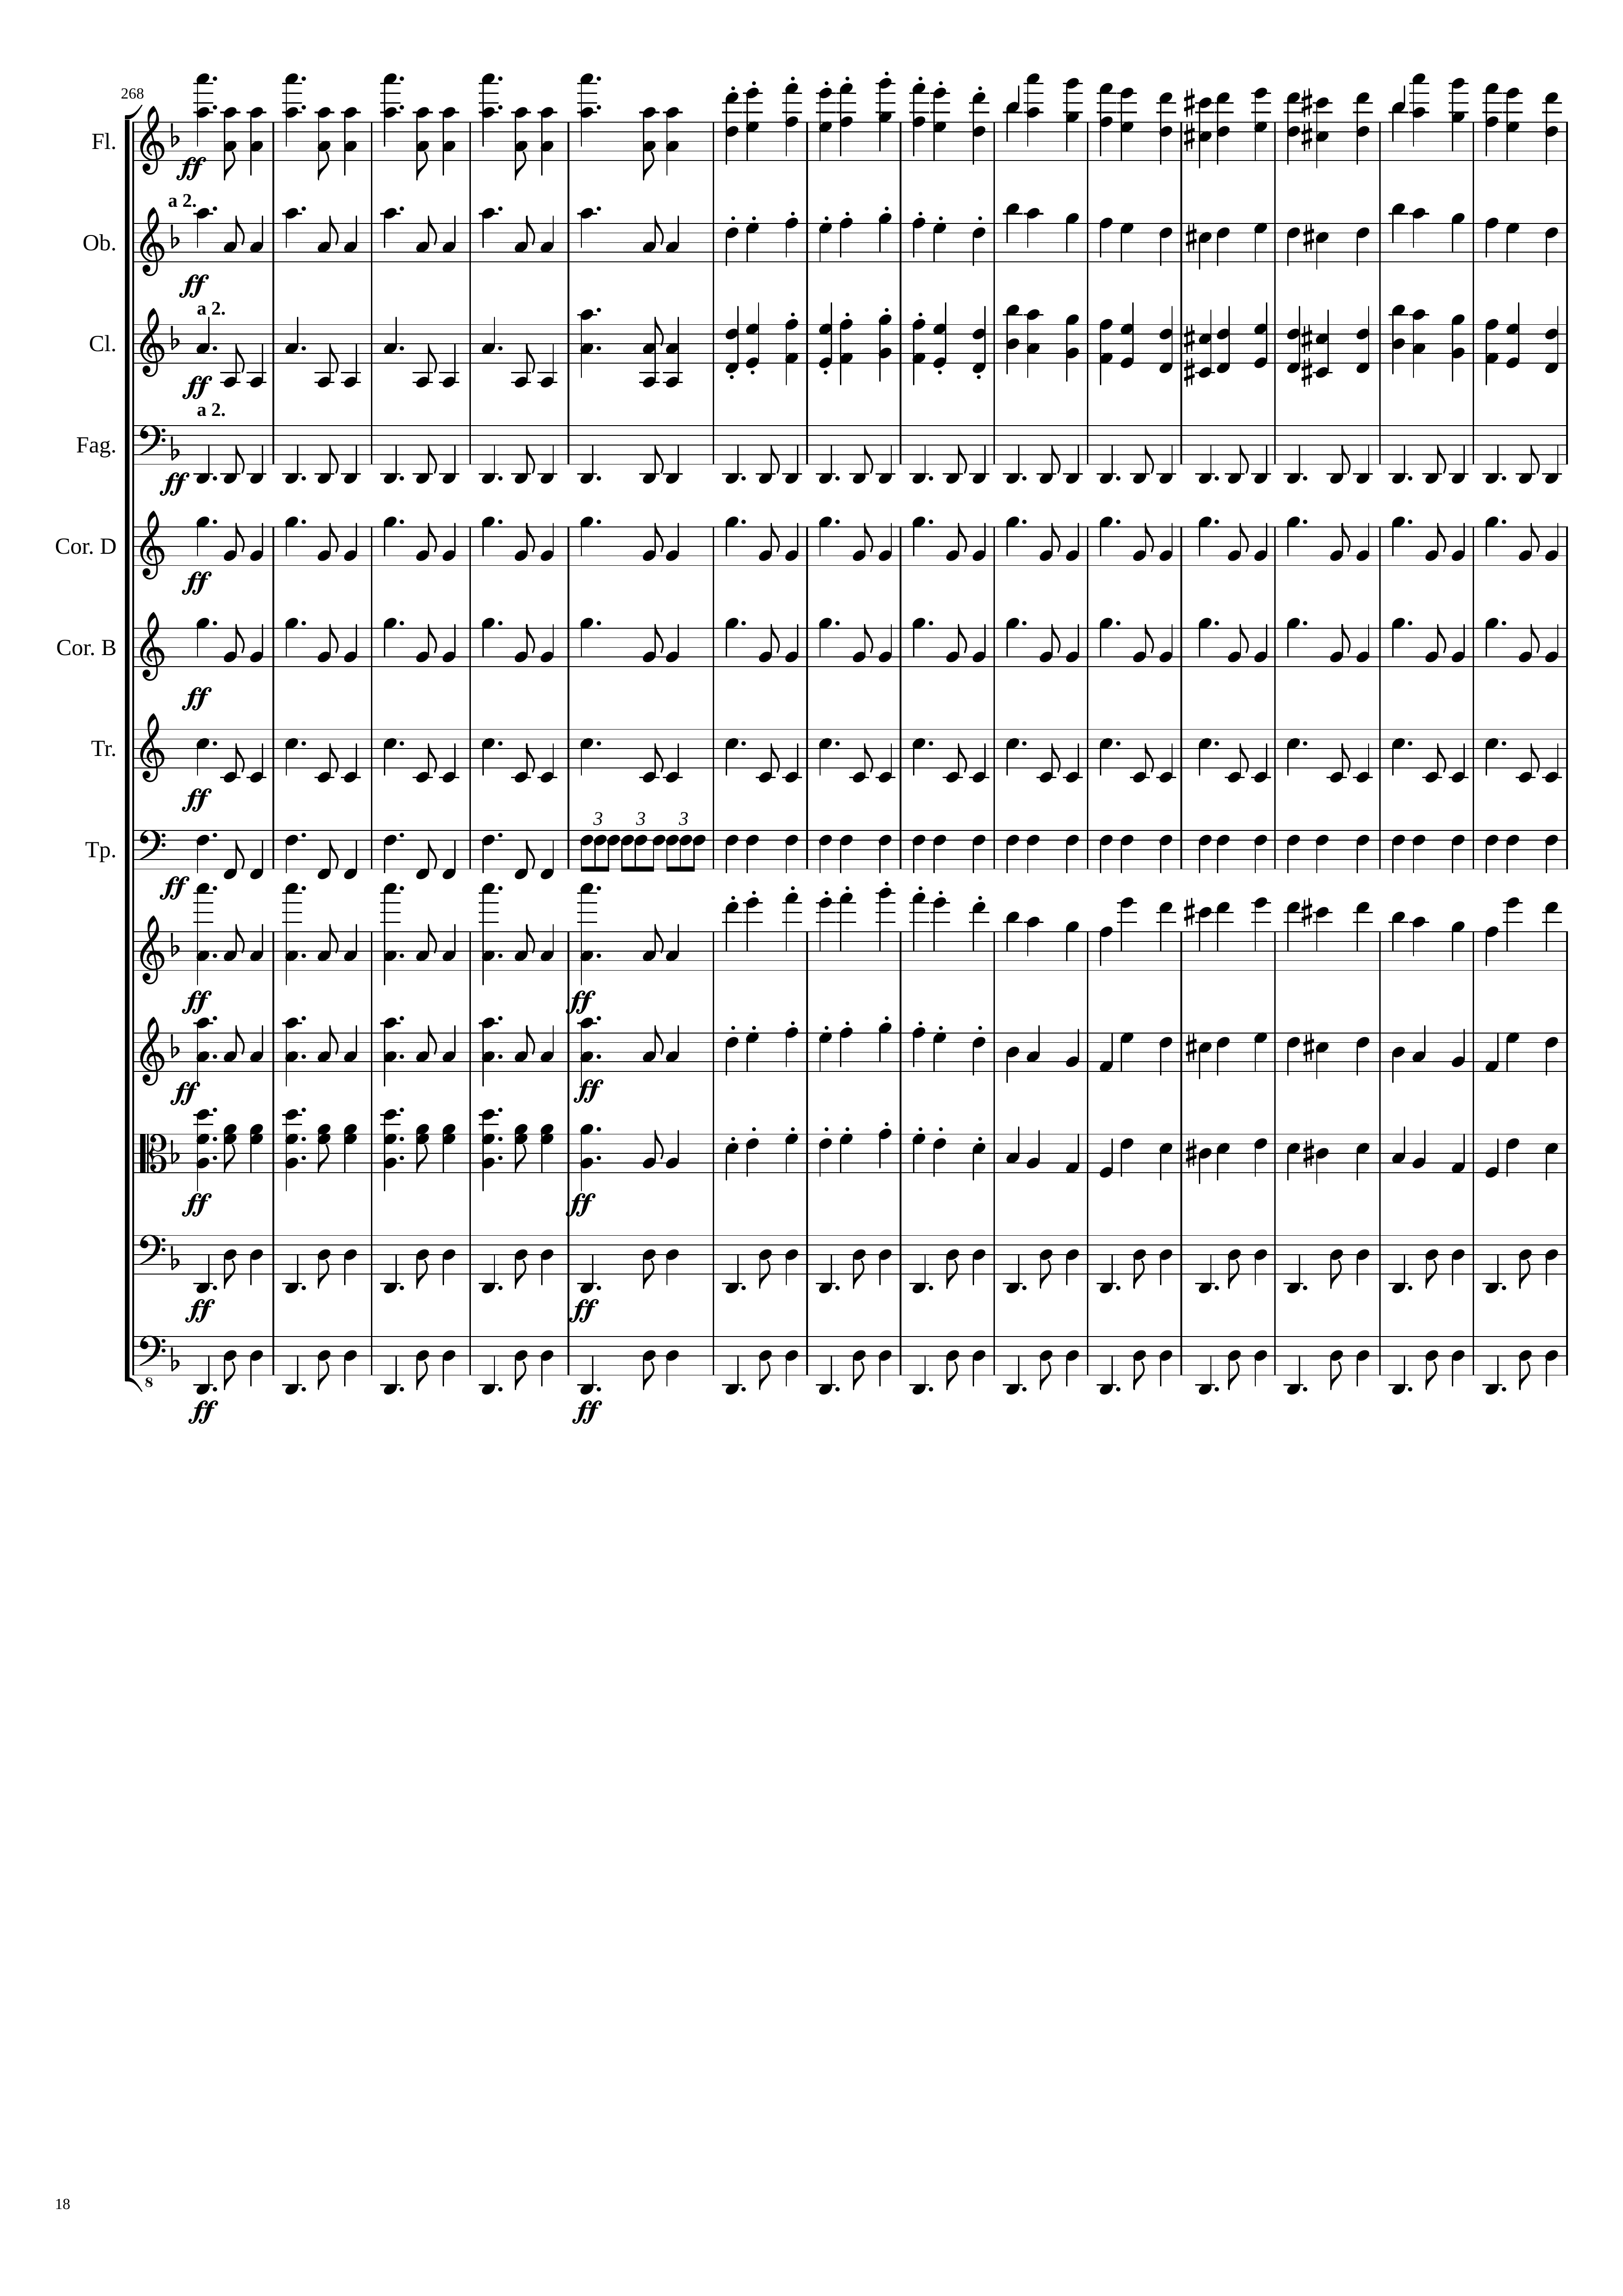 268
Fl.
ff
a 2.
Ob.
ff
a 2.
Cl.
ff
a 2.
Fag.
ff
Cor. D
ff
Cor. B
ff
Tr.
ff
3 3 3
Tp.
ff
ff ff
ff ff
ff ff
ff ff
8
ff ff
18